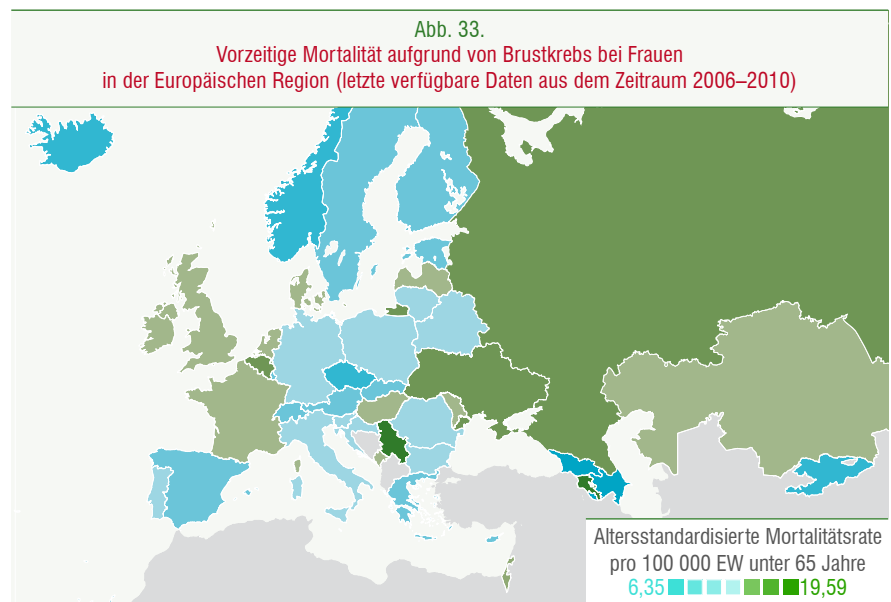 Abb. 33.
Vorzeitige Mortalität aufgrund von Brustkrebs bei Frauen
in der Europäischen Region (letzte verfügbare Daten aus dem Zeitraum 2006–2010)
Altersstandardisierte Mortalitätsrate
pro 100 000 EW unter 65 Jahre
6,35 19,59